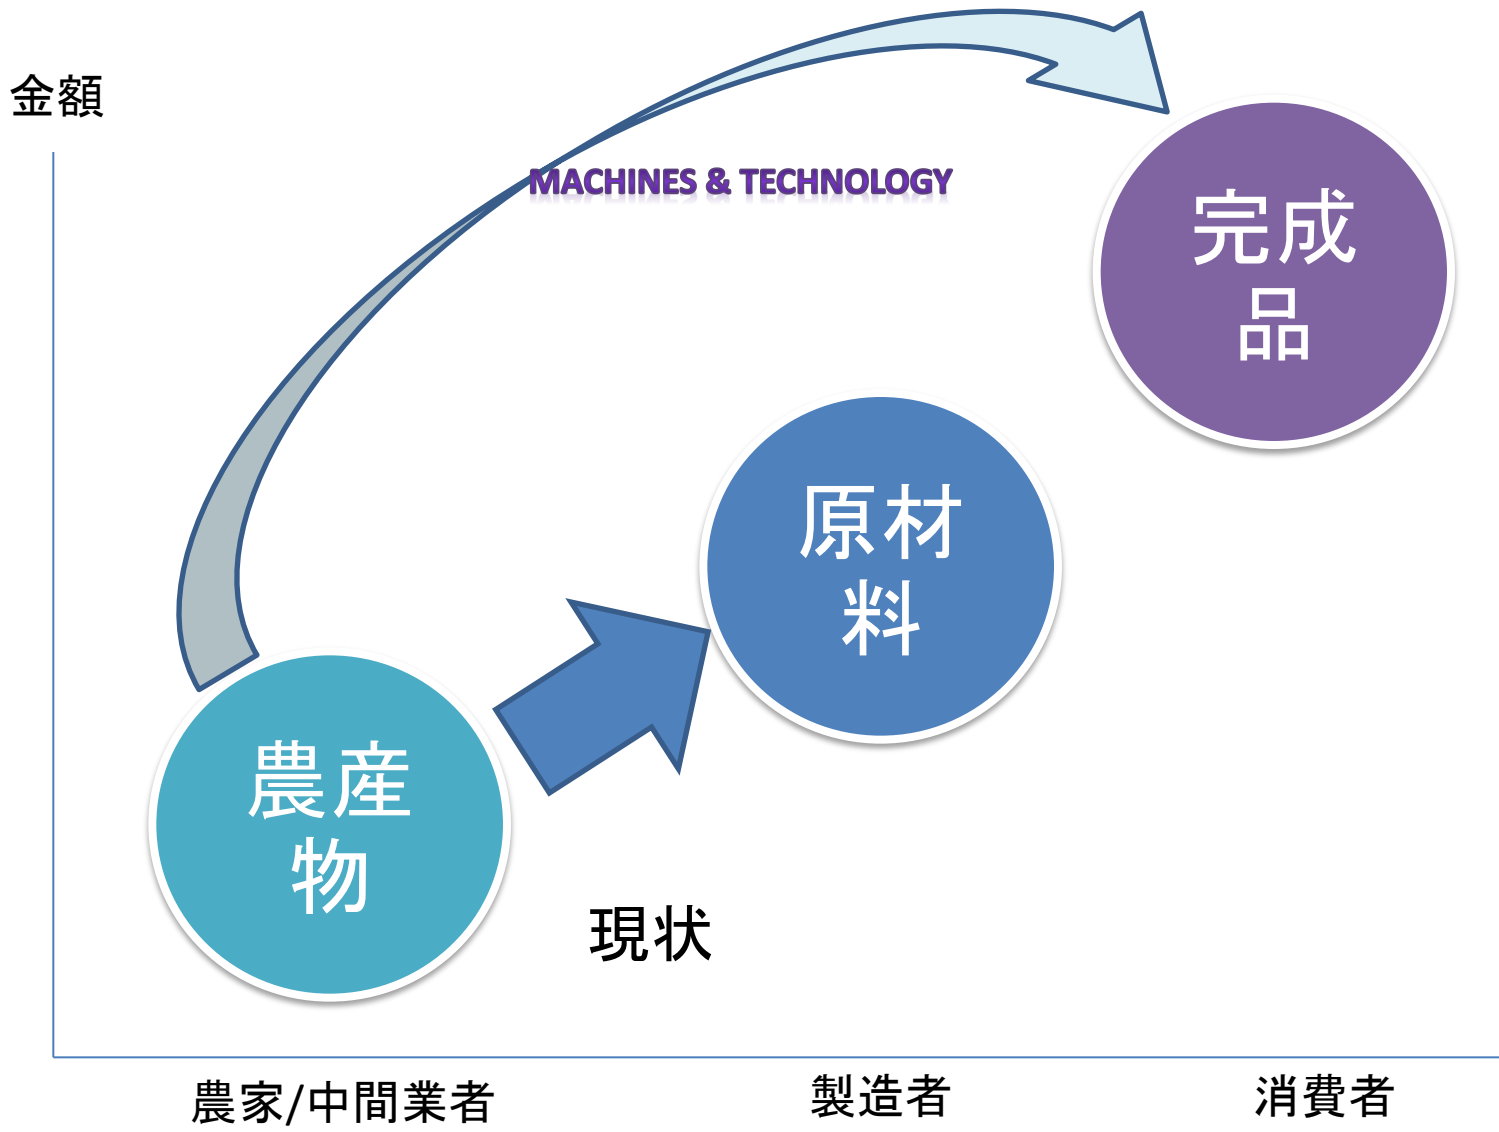 金額
MACHINES & TECHNOLOGY
完成
品
原材
料
農産
物
現状
農家/中間業者
製造者
消費者